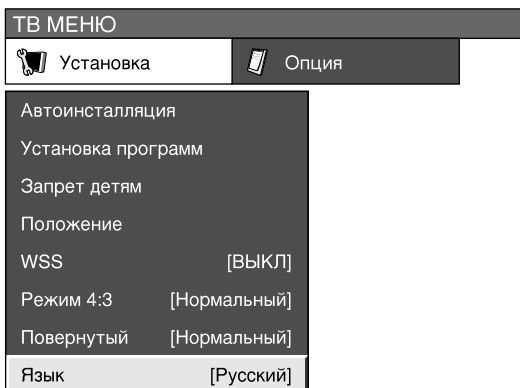 ТВ МЕНЮ
Установка Опция
Автоинсталляция
Установка программ
Запрет детям
Положение
WSS [ВЫКЛ]
Режим 4:3 [Нормальный]
Повернутый [Нормальный]
Язык [Русский]